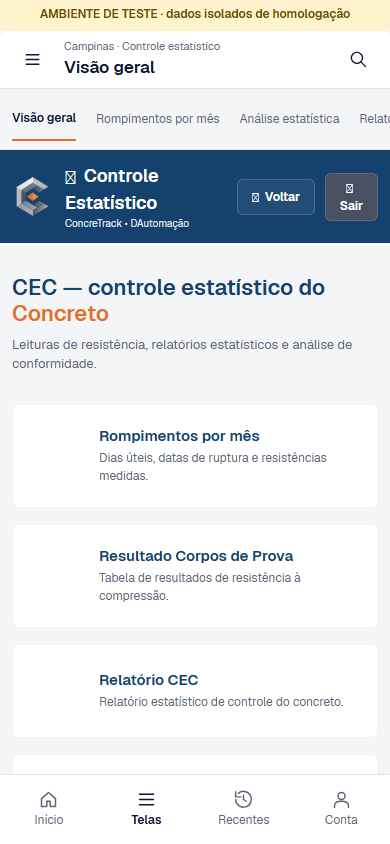 AMBIENTE DE TESTE · dados isolados de homologação
Campinas · Controle estatístico
Visão geral
Visão geral
Rompimentos por mês
Análise estatística
Controle
Estatístico
ConcreTrack • DAutomação
Voltar
Sair
CEC — controle estatístico do
Concreto
Leituras de resistência, relatórios estatísticos e análise de
conformidade.
Rompimentos por mês
Dias úteis, datas de ruptura e resistências
medidas.
Resultado Corpos de Prova
Tabela de resultados de resistência à
compressão.
Relatório CEC
Relatório estatístico de controle do concreto.
Início
Telas
Recentes
Conta